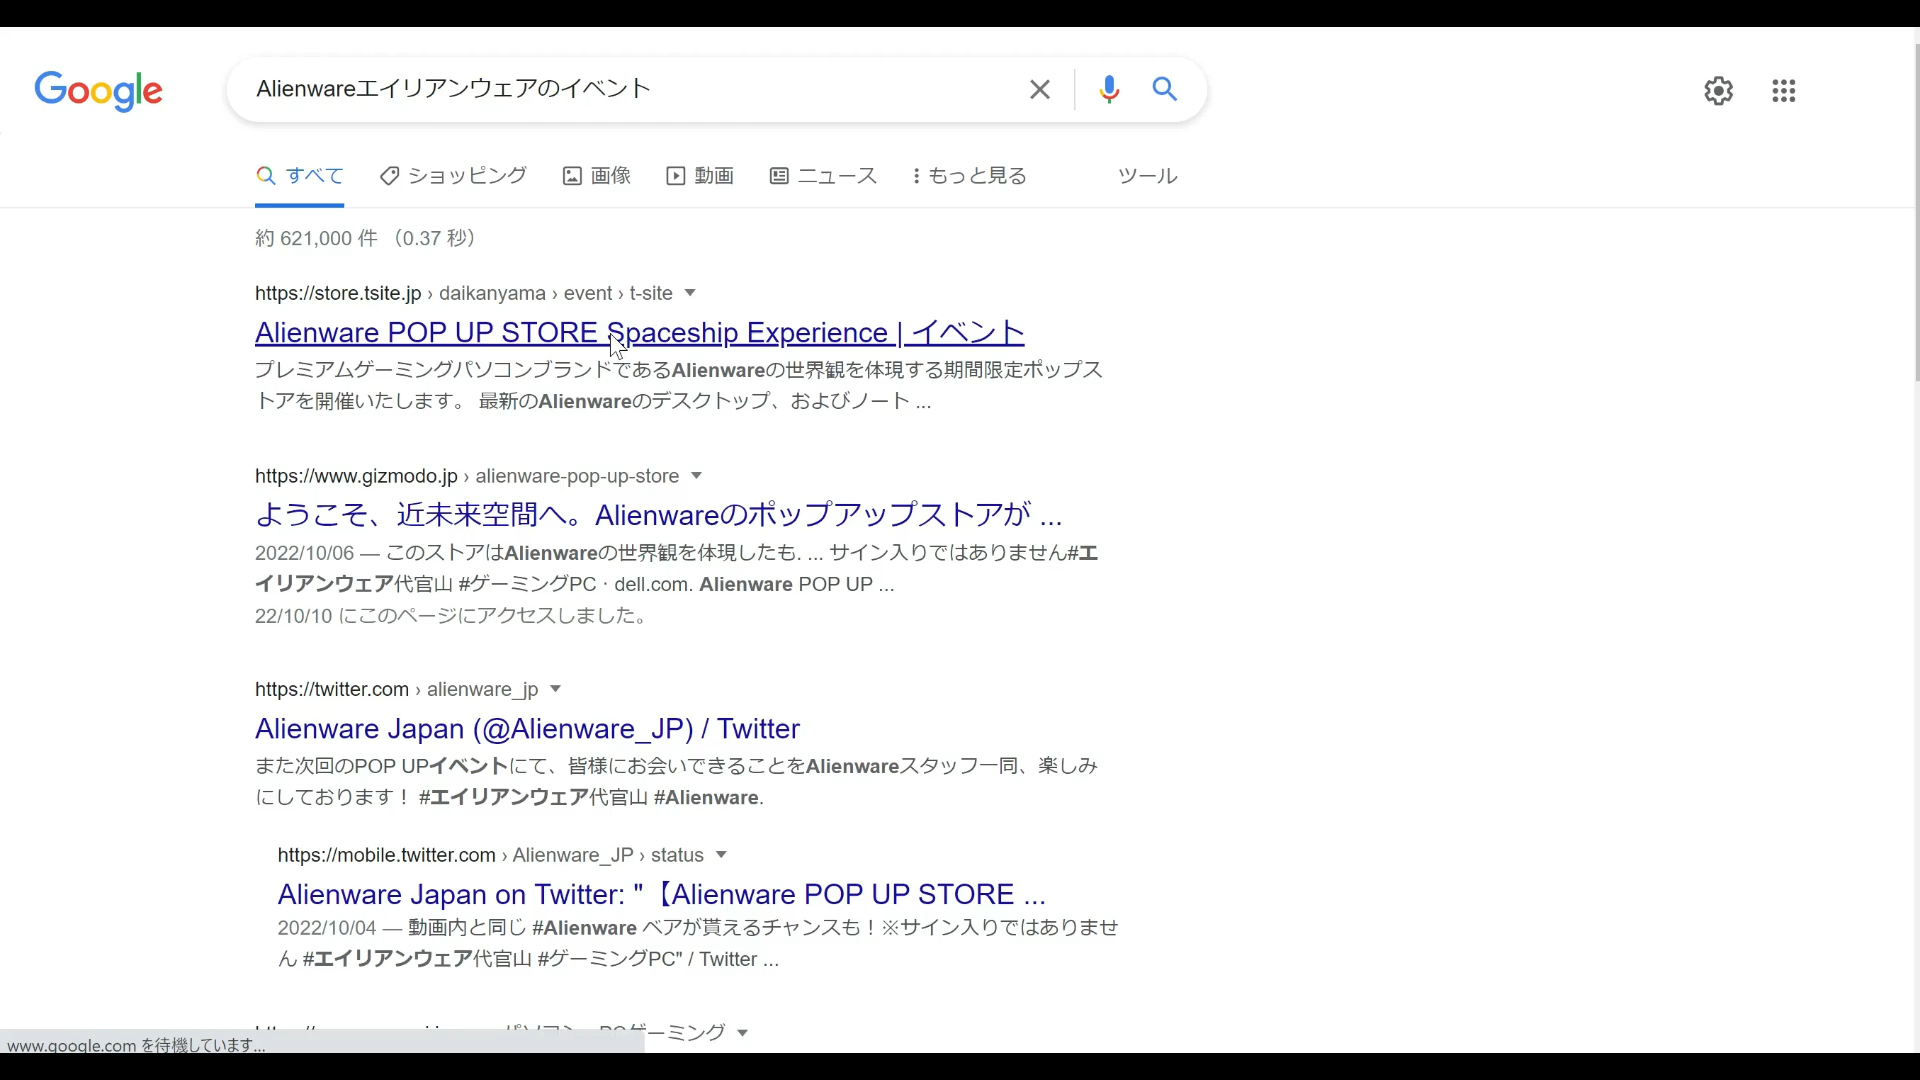 Google
Alienwareエイリアンウェアのイベント
すべて ショッピング 画像 動画 ニュース もっと見る ツール
約 621,000 件 （0.37 秒）
https://store.tsite.jp › daikanyama › event › t-site
Alienware POP UP STORE Spaceship Experience | イベント
プレミアムゲーミングパソコンブランドであるAlienwareの世界観を体現する期間限定ポップス
トアを開催いたします。 最新のAlienwareのデスクトップ、およびノート ...
https://www.gizmodo.jp › alienware-pop-up-store
ようこそ、近未来空間へ。Alienwareのポップアップストアが ...
2022/10/06 — このストアはAlienwareの世界観を体現したも. ... サイン入りではありません#エ
イリアンウェア代官山 #ゲーミングPC · dell.com. Alienware POP UP ...
22/10/10 にこのページにアクセスしました。
https://twitter.com › alienware_jp
Alienware Japan (@Alienware_JP) / Twitter
また次回のPOP UPイベントにて、皆様にお会いできることをAlienwareスタッフ一同、楽しみ
にしております！ #エイリアンウェア代官山 #Alienware.
https://mobile.twitter.com › Alienware_JP › status
Alienware Japan on Twitter: "【Alienware POP UP STORE ...
2022/10/04 — 動画内と同じ #Alienware ベアが貰えるチャンスも！※サイン入りではありませ
ん #エイリアンウェア代官山 #ゲーミングPC" / Twitter ...
パソコン › PCゲーミング
www.google.com を待機しています...